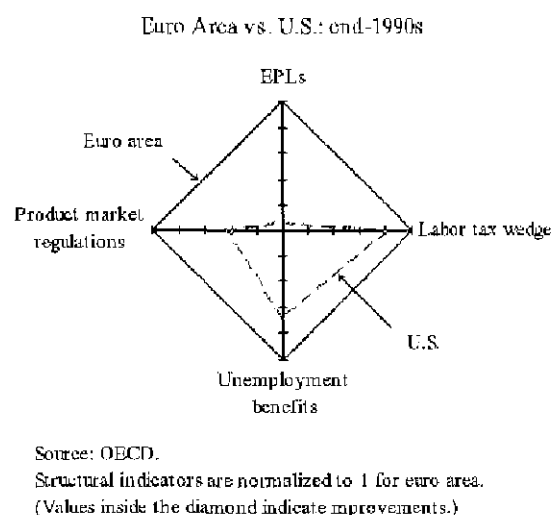 Euro Area vs. U.S.: end-1990s
EPLs
Euro area
Product market
regulations
Labor tax wedge
U.S.
Unemployment
benefits
Source: OECD.
Structural indicators are normalized to 1 for euro area.
(Values inside the diamond indicate mprovements.)